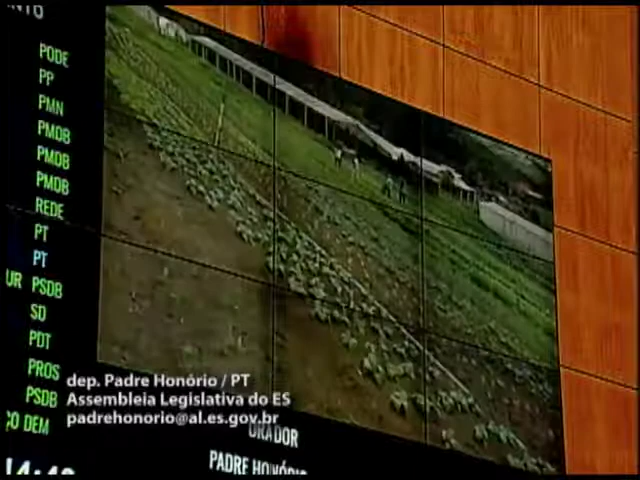 PODE
PP
PMN
PMDB
PMDB
PMDB
REDE
PT
PT
UR PSDB
SD
PDT
PROS
PSDB
ÇO DEM
dep. Padre Honório / PT
Assembleia Legislativa do ES
padrehonorio@al.es.gov.br
ORADOR
PADRE HONÓRIO